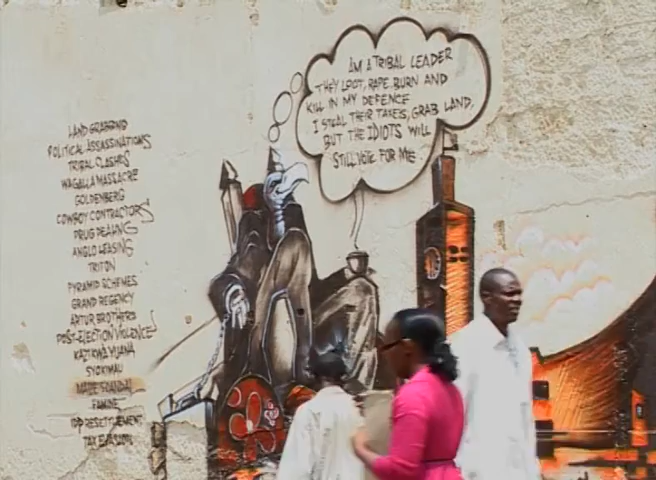 LAND GRABBING
POLITICAL ASSASSINATIONS
TRIBAL CLASHES
WAGALLA MASSACRE
GOLDENBERG
COWBOY CONTRACTORS
DRUG DEALING
ANGLO LEASING
TRITON
PYRAMID SCHEMES
GRAND REGENCY
ARTUR BROTHERS
POST-ELECTION VIOLENCE
KAZI KWA VIJANA
SYOKIMAU
MAIZE SCANDAL
FAMINE
IDP RESETTLEMENT
TAX EVASION
AM A TRIBAL LEADER
THEY LOOT, RAPE, BURN AND
KILL IN MY DEFENCE
I STEAL THEIR TAXES, GRAB LAND,
BUT THE IDIOTS WILL
STILL VOTE FOR ME.